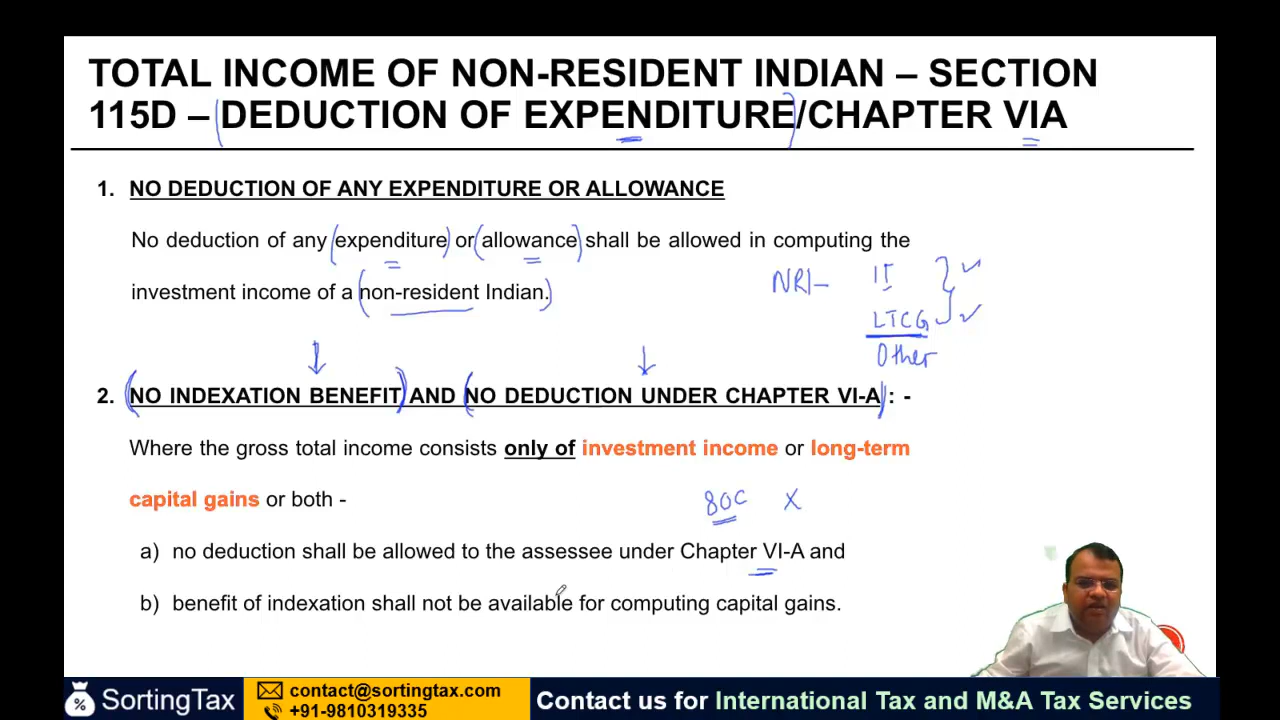 TOTAL INCOME OF NON-RESIDENT INDIAN – SECTION
115D – DEDUCTION OF EXPENDITURE/CHAPTER VIA
1. NO DEDUCTION OF ANY EXPENDITURE OR ALLOWANCE
No deduction of any expenditure or allowance shall be allowed in computing the
investment income of a non-resident Indian.
NRI – II
LTCG
Other
2. NO INDEXATION BENEFIT AND NO DEDUCTION UNDER CHAPTER VI-A : -
Where the gross total income consists only of investment income or long-term
capital gains or both -
80C X
a) no deduction shall be allowed to the assessee under Chapter VI-A and
b) benefit of indexation shall not be available for computing capital gains.
SortingTax
contact@sortingtax.com
+91-9810319335
Contact us for International Tax and M&A Tax Services